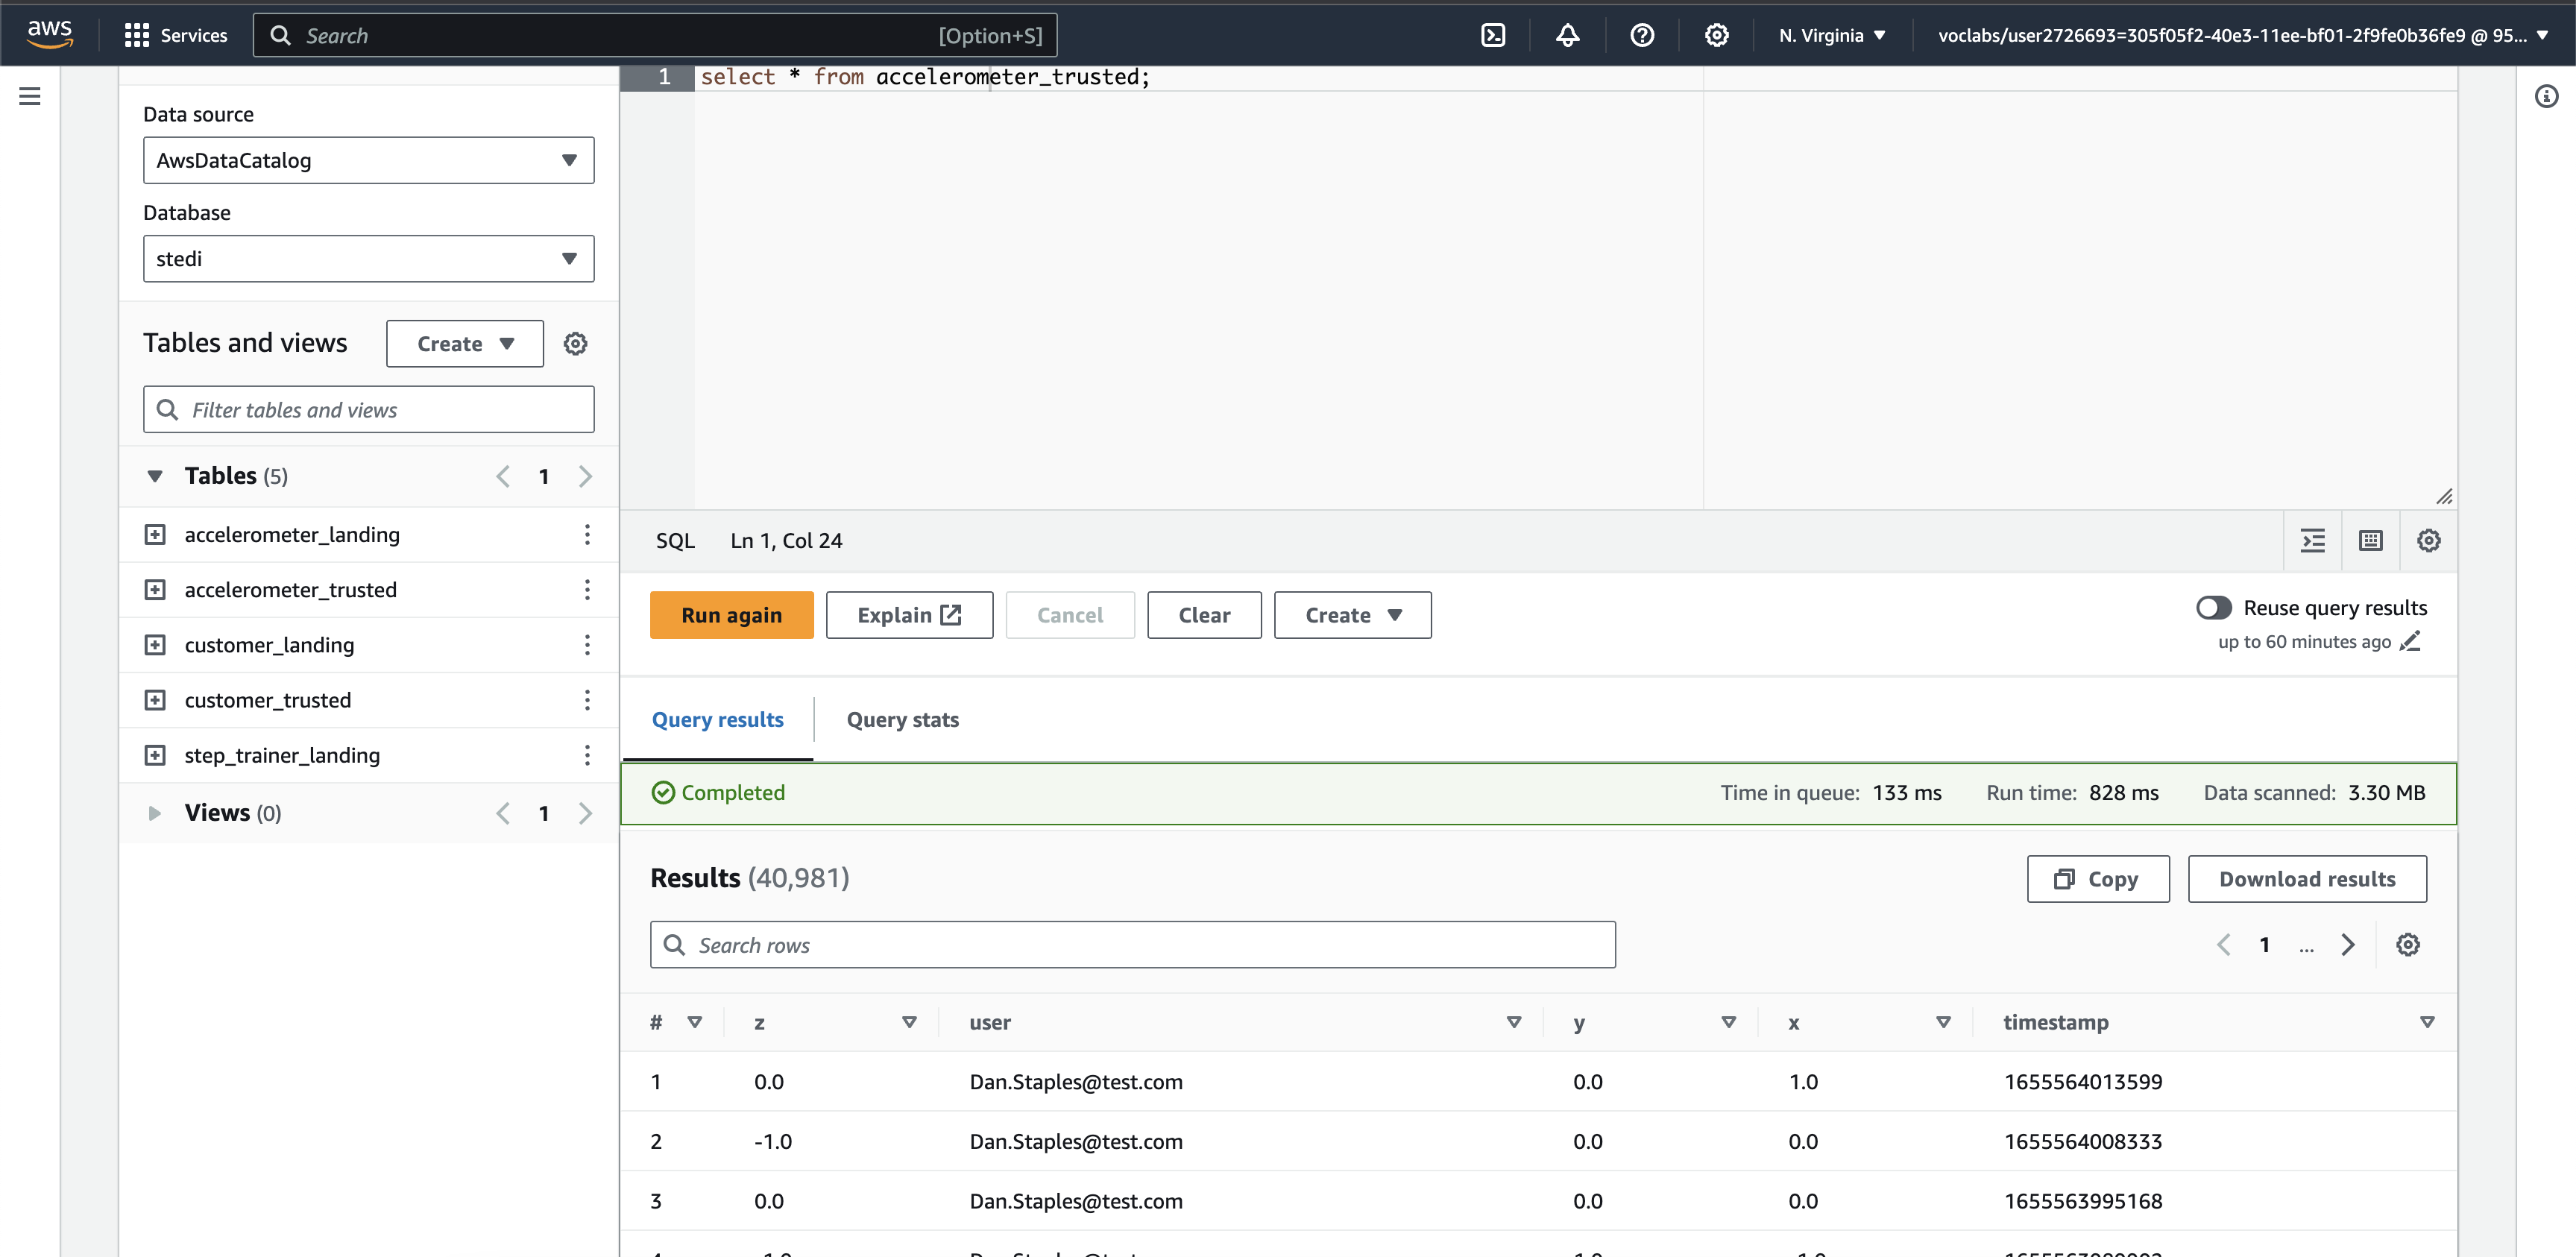 aws
Services
Search
[Option+S]
N. Virginia
voclabs/user2726693=305f05f2-40e3-11ee-bf01-2f9fe0b36fe9 @ 95...
1 select * from accelerometer_trusted;
Data source
AwsDataCatalog
Database
stedi
Tables and views
Create
Filter tables and views
Tables (5)
1
accelerometer_landing
accelerometer_trusted
customer_landing
customer_trusted
step_trainer_landing
Views (0)
1
SQL Ln 1, Col 24
Run again
Explain
Cancel
Clear
Create
Reuse query results
up to 60 minutes ago
Query results
Query stats
Completed
Time in queue: 133 ms
Run time: 828 ms
Data scanned: 3.30 MB
Results (40,981)
Copy
Download results
Search rows
1 ...
# z user y x timestamp
1 0.0 Dan.Staples@test.com 0.0 1.0 1655564013599
2 -1.0 Dan.Staples@test.com 0.0 0.0 1655564008333
3 0.0 Dan.Staples@test.com 0.0 0.0 1655563995168